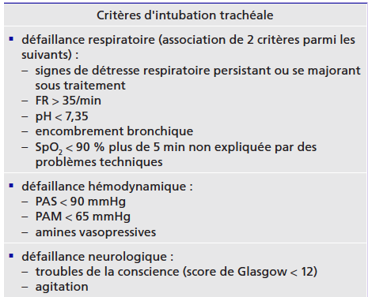 Critères d'intubation trachéale
▪ défaillance respiratoire (association de 2 critères parmi les
suivants) :
– signes de détresse respiratoire persistant ou se majorant
sous traitement
– FR > 35/min
– pH < 7,35
– encombrement bronchique
– SpO₂ < 90 % plus de 5 min non expliquée par des
problèmes techniques
▪ défaillance hémodynamique :
– PAS < 90 mmHg
– PAM < 65 mmHg
– amines vasopressives
▪ défaillance neurologique :
– troubles de la conscience (score de Glasgow < 12)
– agitation